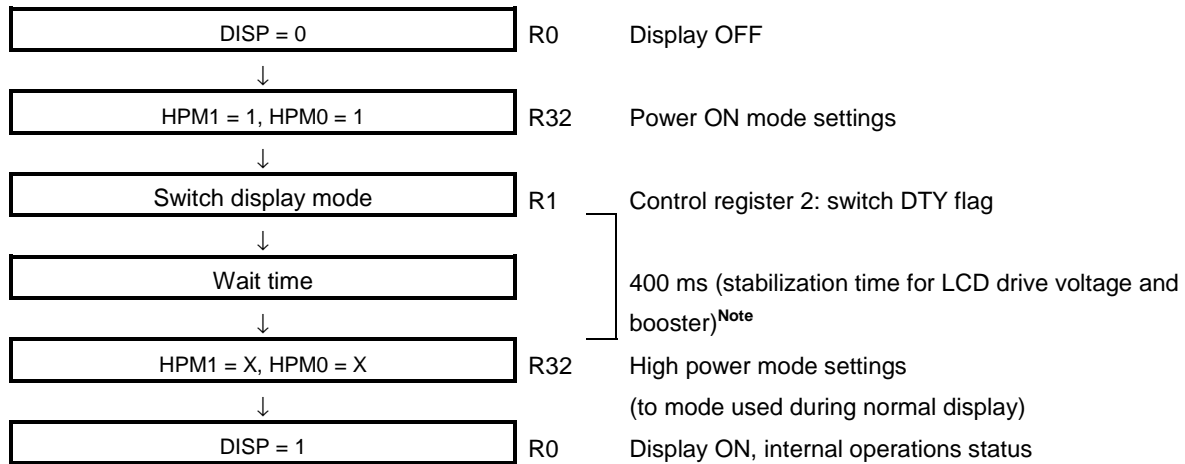 DISP = 0 R0 Display OFF
↓
HPM1 = 1, HPM0 = 1 R32 Power ON mode settings
↓
Switch display mode R1 Control register 2: switch DTY flag
↓
Wait time 400 ms (stabilization time for LCD drive voltage and
booster)Note
↓
HPM1 = X, HPM0 = X R32 High power mode settings
(to mode used during normal display)
↓
DISP = 1 R0 Display ON, internal operations status